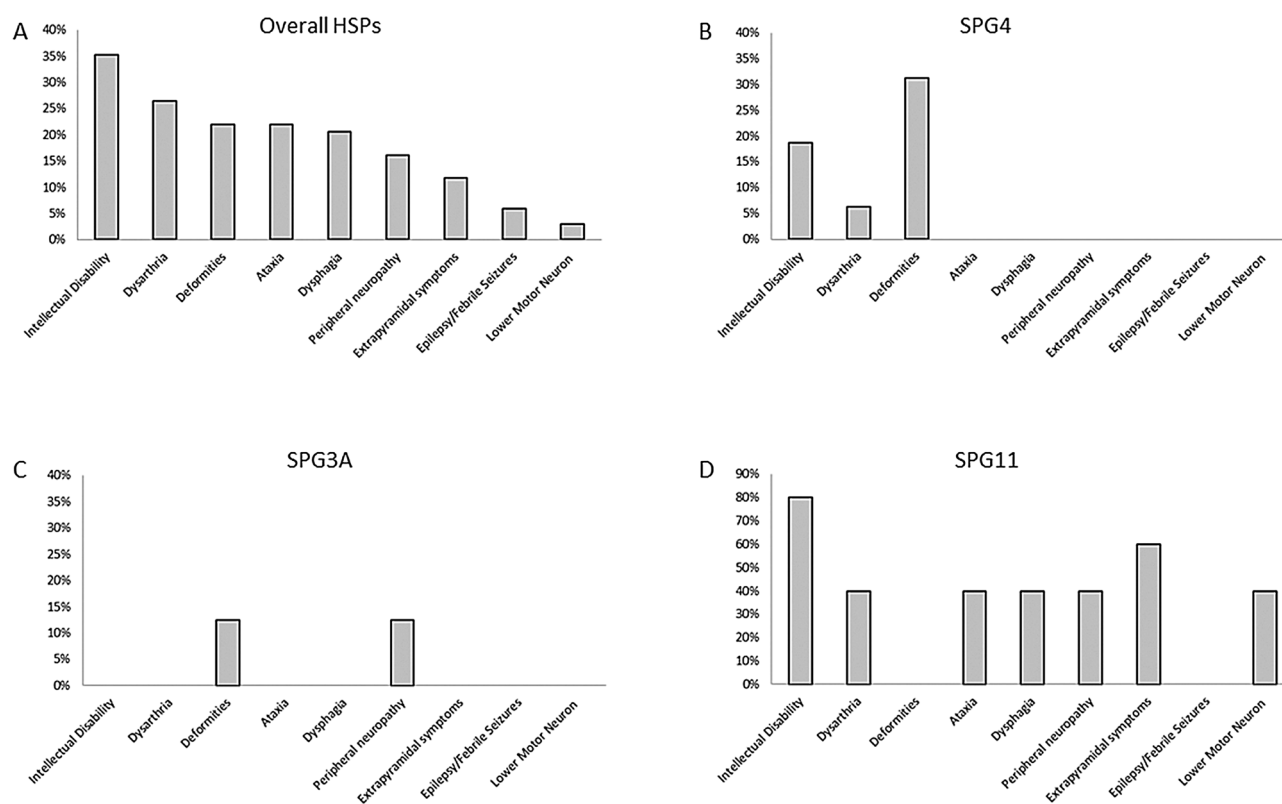 A
Overall HSPs
40%
35%
30%
25%
20%
15%
10%
5%
0%
Intellectual Disability
Dysarthria
Deformities
Ataxia
Dysphagia
Peripheral neuropathy
Extrapyramidal symptoms
Epilepsy/Febrile Seizures
Lower Motor Neuron
B
SPG4
40%
35%
30%
25%
20%
15%
10%
5%
0%
Intellectual Disability
Dysarthria
Deformities
Ataxia
Dysphagia
Peripheral neuropathy
Extrapyramidal symptoms
Epilepsy/Febrile Seizures
Lower Motor Neuron
C
SPG3A
40%
35%
30%
25%
20%
15%
10%
5%
0%
Intellectual Disability
Dysarthria
Deformities
Ataxia
Dysphagia
Peripheral neuropathy
Extrapyramidal symptoms
Epilepsy/Febrile Seizures
Lower Motor Neuron
D
SPG11
90%
80%
70%
60%
50%
40%
30%
20%
10%
0%
Intellectual Disability
Dysarthria
Deformities
Ataxia
Dysphagia
Peripheral neuropathy
Extrapyramidal symptoms
Epilepsy/Febrile Seizures
Lower Motor Neuron